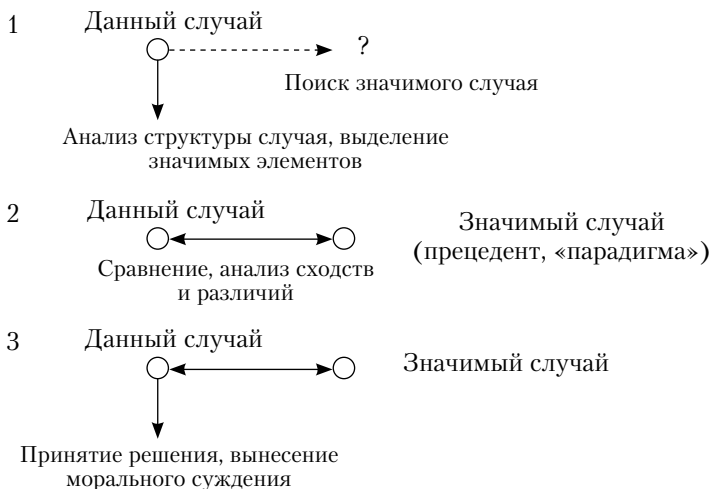 1 Данный случай
?
Поиск значимого случая
Анализ структуры случая, выделение
значимых элементов
2 Данный случай
Значимый случай
(прецедент, «парадигма»)
Сравнение, анализ сходств
и различий
3 Данный случай
Значимый случай
Принятие решения, вынесение
морального суждения